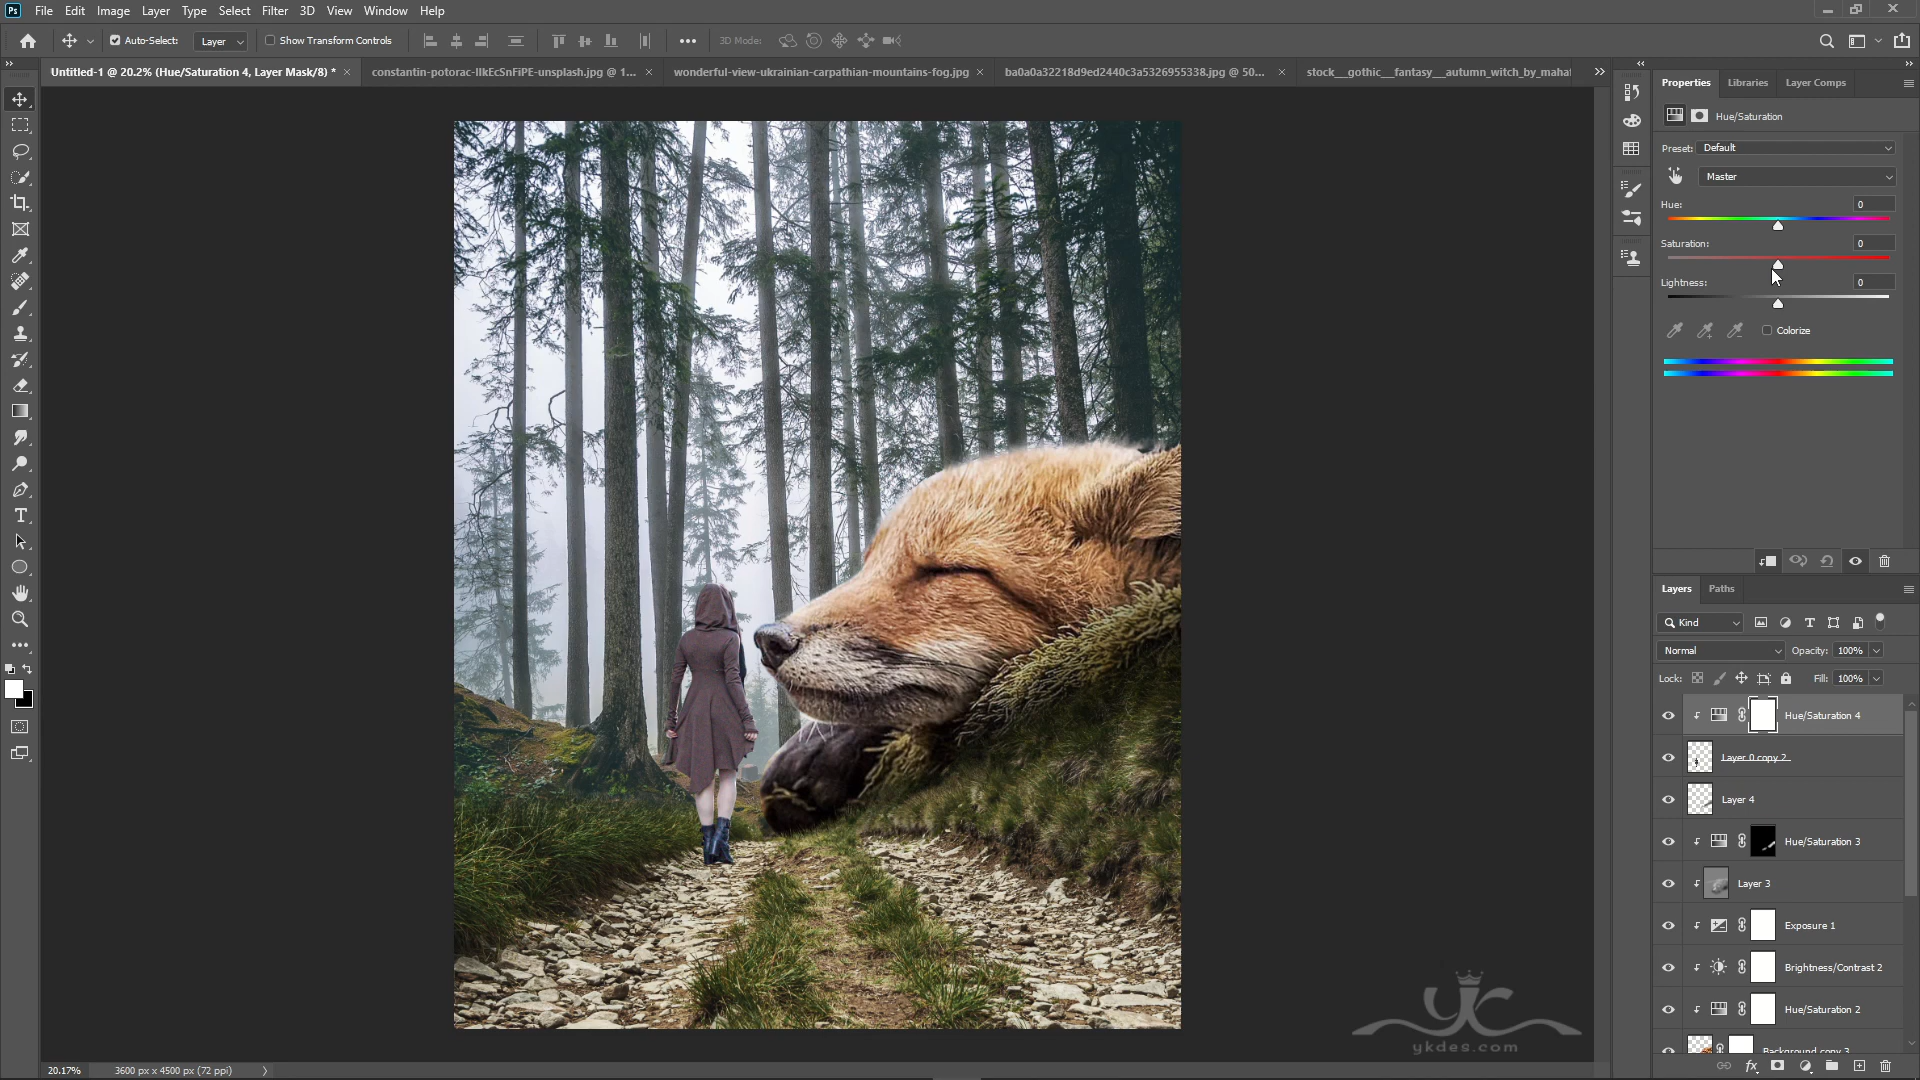 Ps File Edit Image Layer Type Select Filter 3D View Window Help
Auto-Select: Layer Show Transform Controls 3D Mode:
Untitled-1 @ 20.2% (Hue/Saturation 4, Layer Mask/8) * × constantin-potorac-IlkEcSnFiPE-unsplash.jpg @ 1... × wonderful-view-ukrainian-carpathian-mountains-fog.jpg × ba0a0a32218d9ed2440c3a5326955338.jpg @ 50... × stock__gothic__fantasy__autumn_witch_by_mahal
Properties Libraries Layer Comps
Hue/Saturation
Preset: Default
Master
Hue: 0
Saturation: 0
Lightness: 0
Colorize
Layers Paths
Kind
Normal Opacity: 100%
Lock: Fill: 100%
Hue/Saturation 4
Layer 0 copy 2
Layer 4
Hue/Saturation 3
Layer 3
Exposure 1
Brightness/Contrast 2
Hue/Saturation 2
Background copy 3
ykdes.com
20.17% 3600 px x 4500 px (72 ppi)